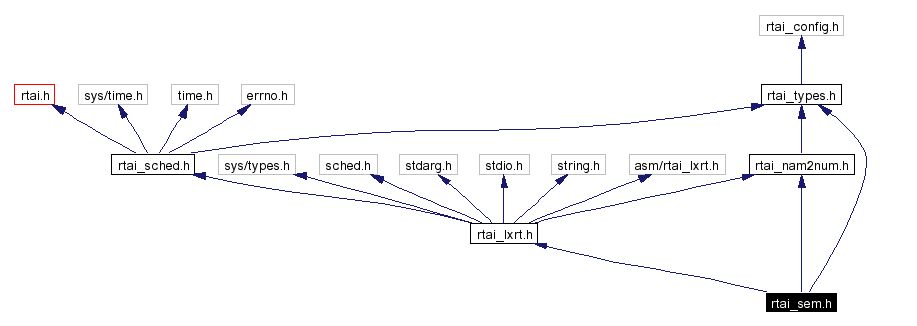 rtai_config.h
rtai.h
sys/time.h
time.h
errno.h
rtai_types.h
rtai_sched.h
sys/types.h
sched.h
stdarg.h
stdio.h
string.h
asm/rtai_lxrt.h
rtai_nam2num.h
rtai_lxrt.h
rtai_sem.h